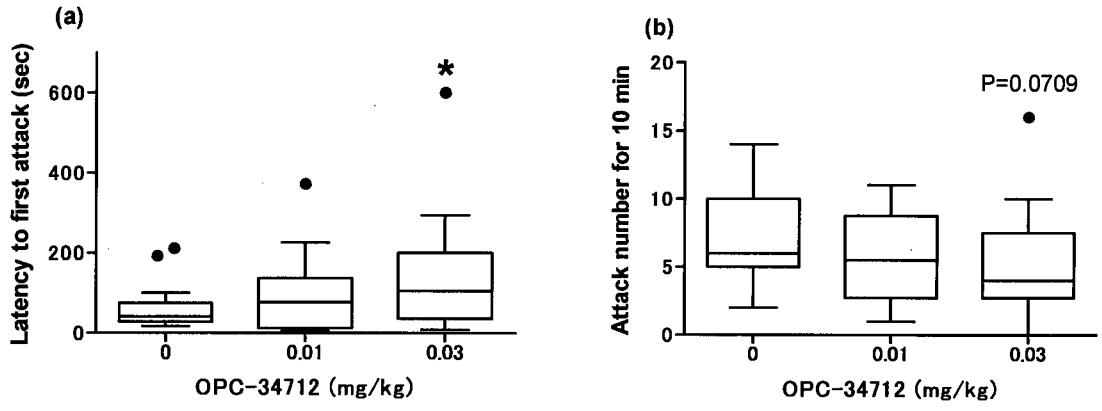 (a)
Latency to first attack (sec)
600
400
200
0
*
0
0.01
0.03
OPC-34712 (mg/kg)
(b)
Attack number for 10 min
20
15
10
5
0
P=0.0709
0
0.01
0.03
OPC-34712 (mg/kg)